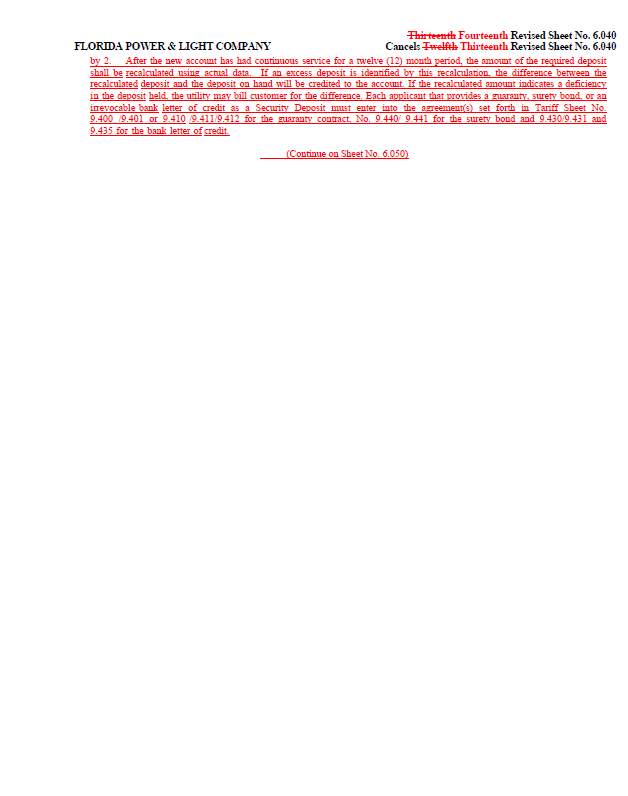 Thirteenth Fourteenth Revised Sheet No. 6.040
FLORIDA POWER & LIGHT COMPANY Cancels Twelfth Thirteenth Revised Sheet No. 6.040
by 2. After the new account has had continuous service for a twelve (12) month period, the amount of the required deposit
shall be recalculated using actual data. If an excess deposit is identified by this recalculation, the difference between the
recalculated deposit and the deposit on hand will be credited to the account. If the recalculated amount indicates a deficiency
in the deposit held, the utility may bill customer for the difference. Each applicant that provides a guaranty, surety bond, or an
irrevocable bank letter of credit as a Security Deposit must enter into the agreement(s) set forth in Tariff Sheet No.
9.400 /9.401 or 9.410 /9.411/9.412 for the guaranty contract, No. 9.440/ 9.441 for the surety bond and 9.430/9.431 and
9.435 for the bank letter of credit.
(Continue on Sheet No. 6.050)